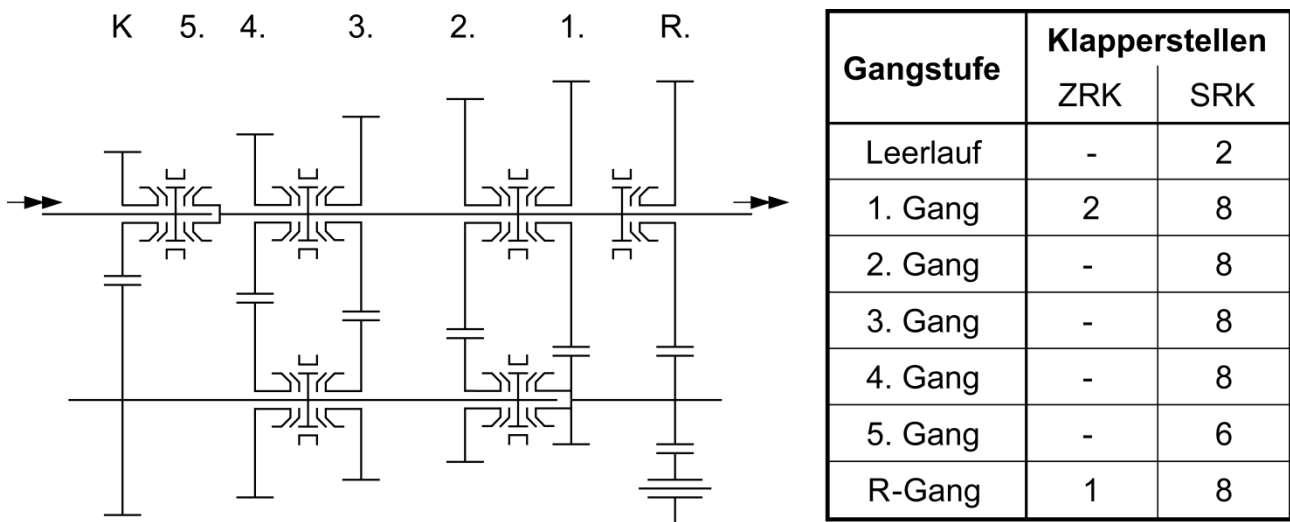 K 5. 4. 3. 2. 1. R.
Gangstufe Klapperstellen
ZRK SRK
Leerlauf - 2
1. Gang 2 8
2. Gang - 8
3. Gang - 8
4. Gang - 8
5. Gang - 6
R-Gang 1 8